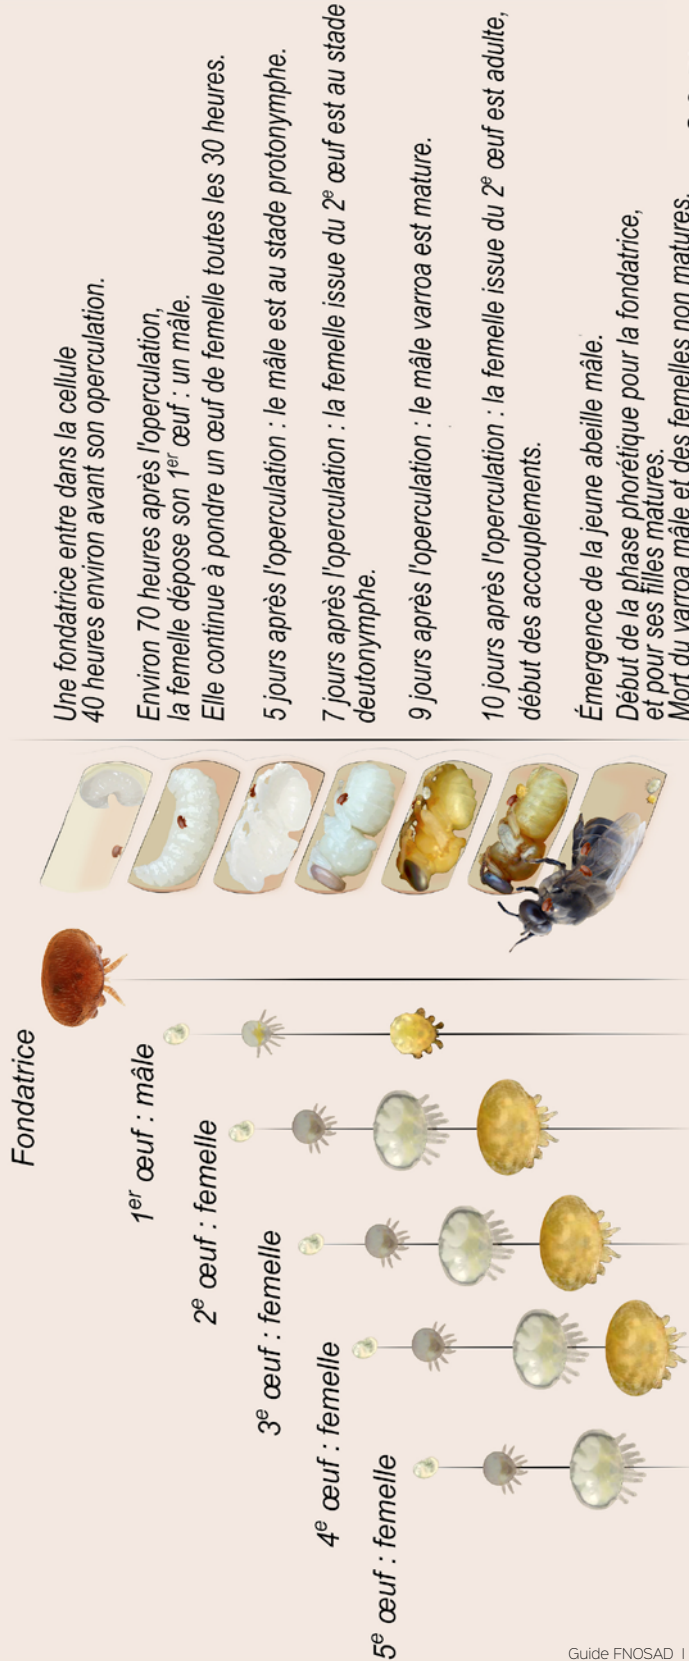 Fondatrice
1er œuf : mâle
2e œuf : femelle
3e œuf : femelle
4e œuf : femelle
5e œuf : femelle
Une fondatrice entre dans la cellule
40 heures environ avant son operculation.
Environ 70 heures après l'operculation,
la femelle dépose son 1er œuf : un mâle.
Elle continue à pondre un œuf de femelle toutes les 30 heures.
5 jours après l'operculation : le mâle est au stade protonymphe.
7 jours après l'operculation : la femelle issue du 2e œuf est au stade
deutonymphe.
9 jours après l'operculation : le mâle varroa est mature.
10 jours après l'operculation : la femelle issue du 2e œuf est adulte,
début des accouplements.
Émergence de la jeune abeille mâle.
Début de la phase phorétique pour la fondatrice,
et pour ses filles matures.
Mort du varroa mâle et des femelles non matures.
Guide FNOSAD I